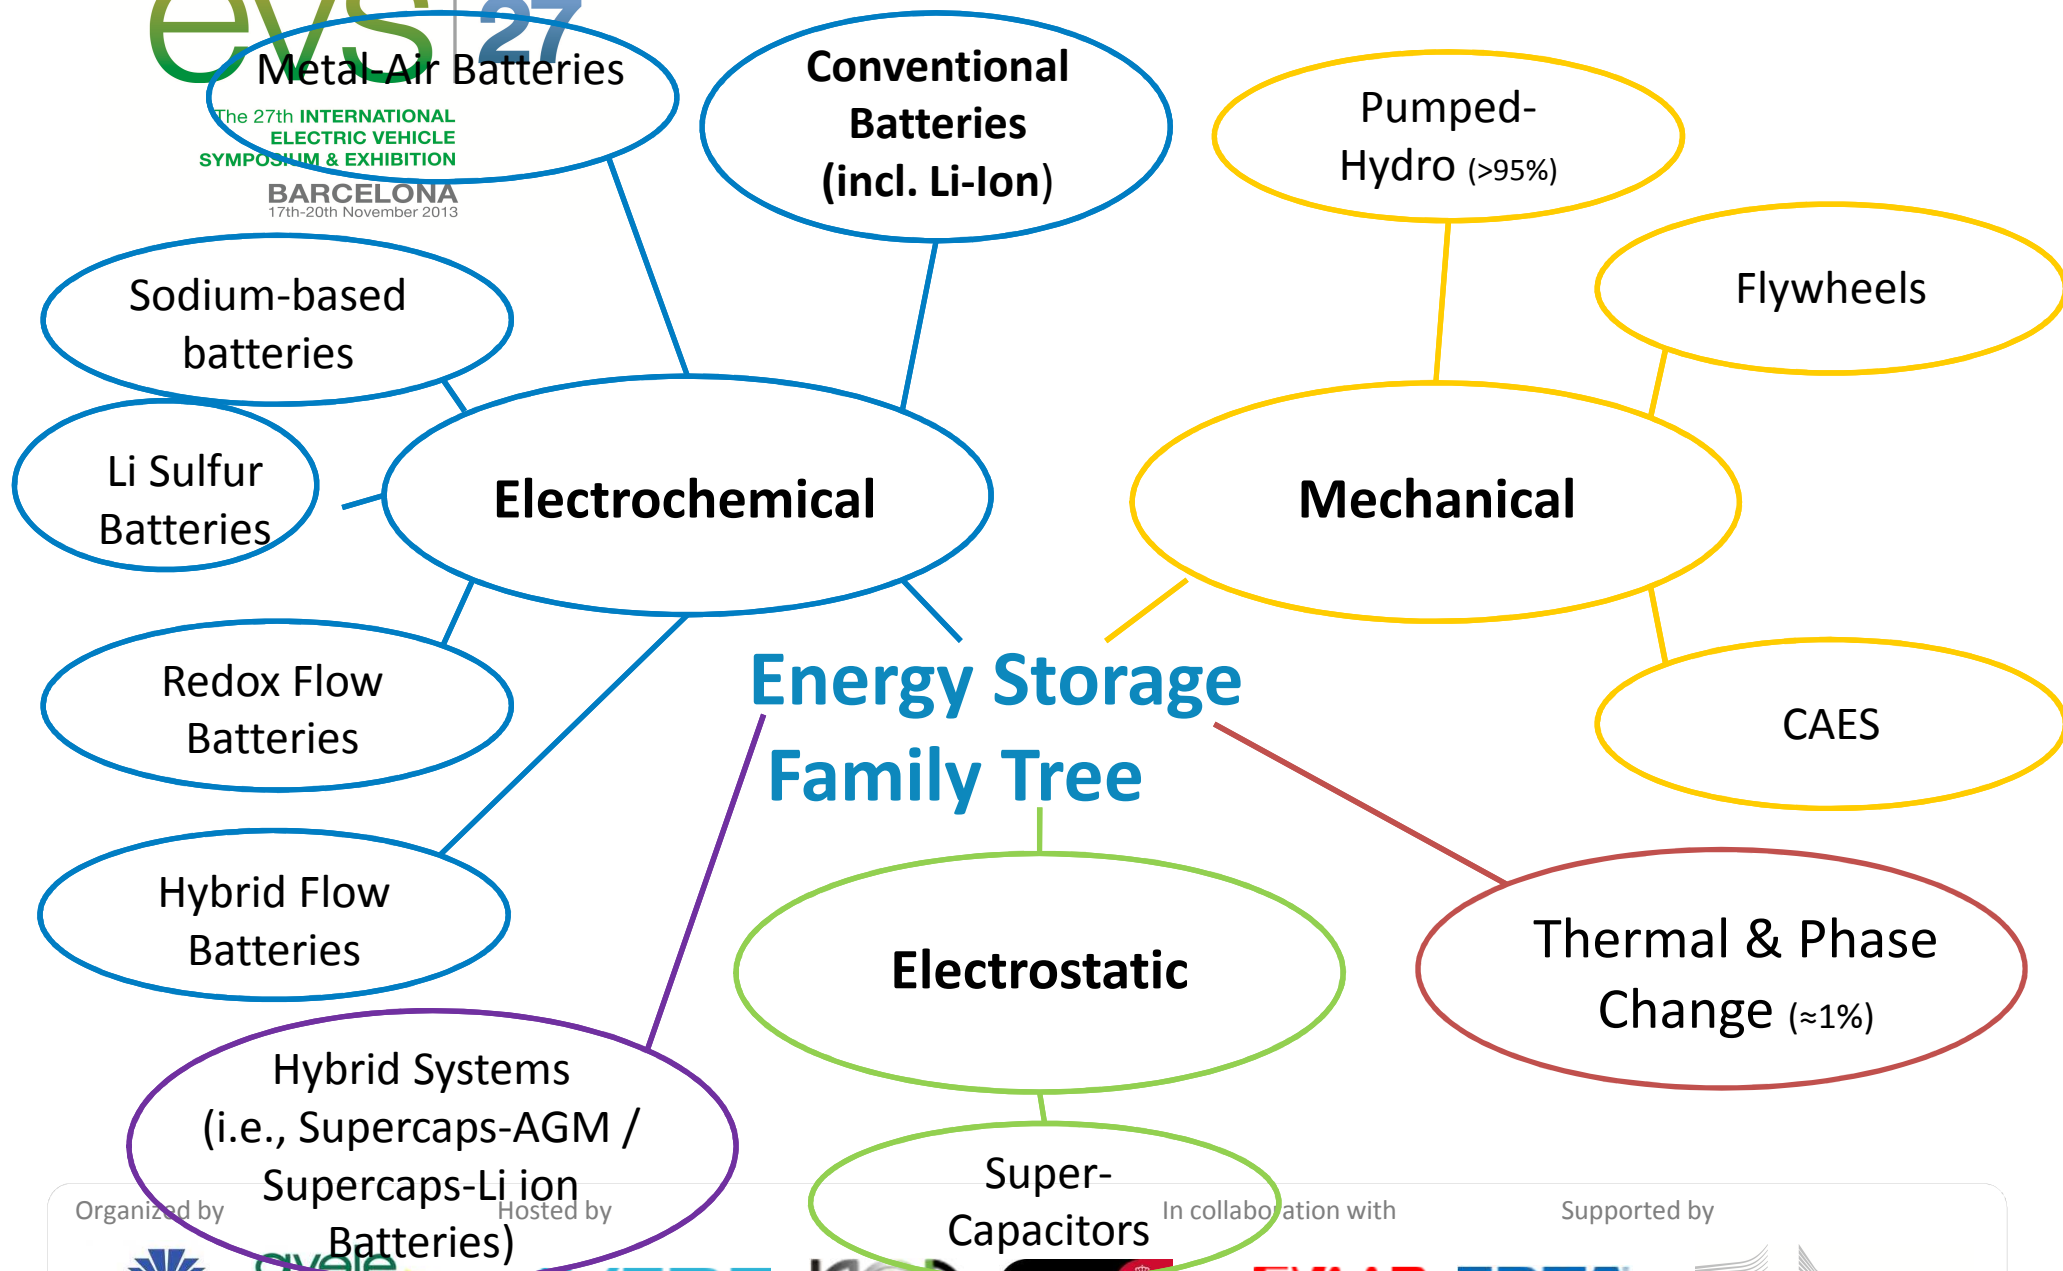 evs 27
Metal-Air Batteries
The 27th INTERNATIONAL
ELECTRIC VEHICLE
SYMPOSIUM & EXHIBITION
BARCELONA
17th-20th November 2013
Conventional
Batteries
(incl. Li-Ion)
Pumped-
Hydro (>95%)
Flywheels
Sodium-based
batteries
Li Sulfur
Batteries
Electrochemical
Mechanical
Redox Flow
Batteries
Energy Storage
Family Tree
CAES
Hybrid Flow
Batteries
Electrostatic
Thermal & Phase
Change (≈1%)
Hybrid Systems
(i.e., Supercaps-AGM /
Supercaps-Li ion
Batteries)
Super-
Capacitors
Organized by
Hosted by
In collaboration with
Supported by